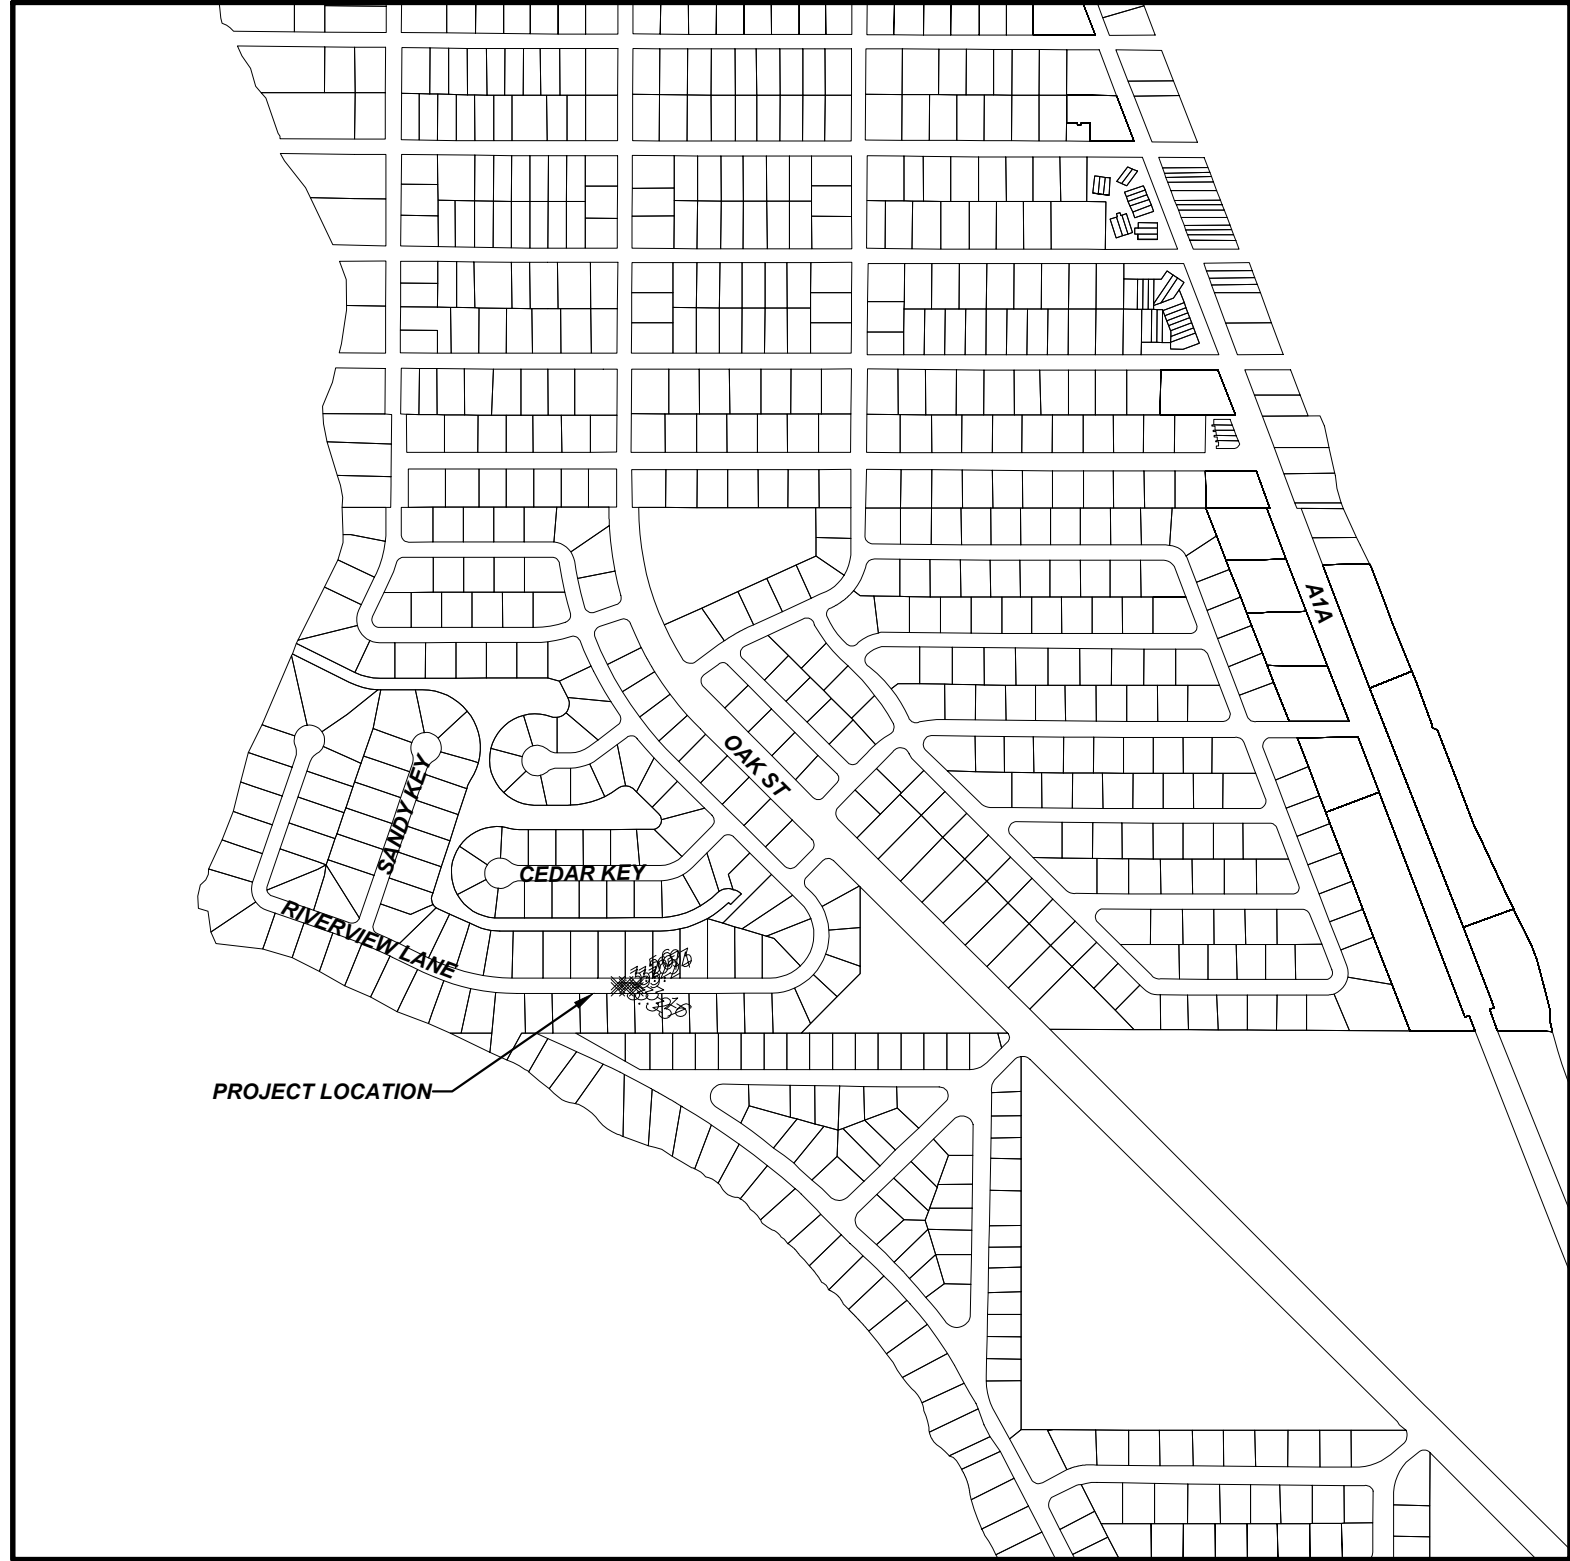 A1A
OAK ST
SANDY KEY
CEDAR KEY
RIVERVIEW LANE
PROJECT LOCATION